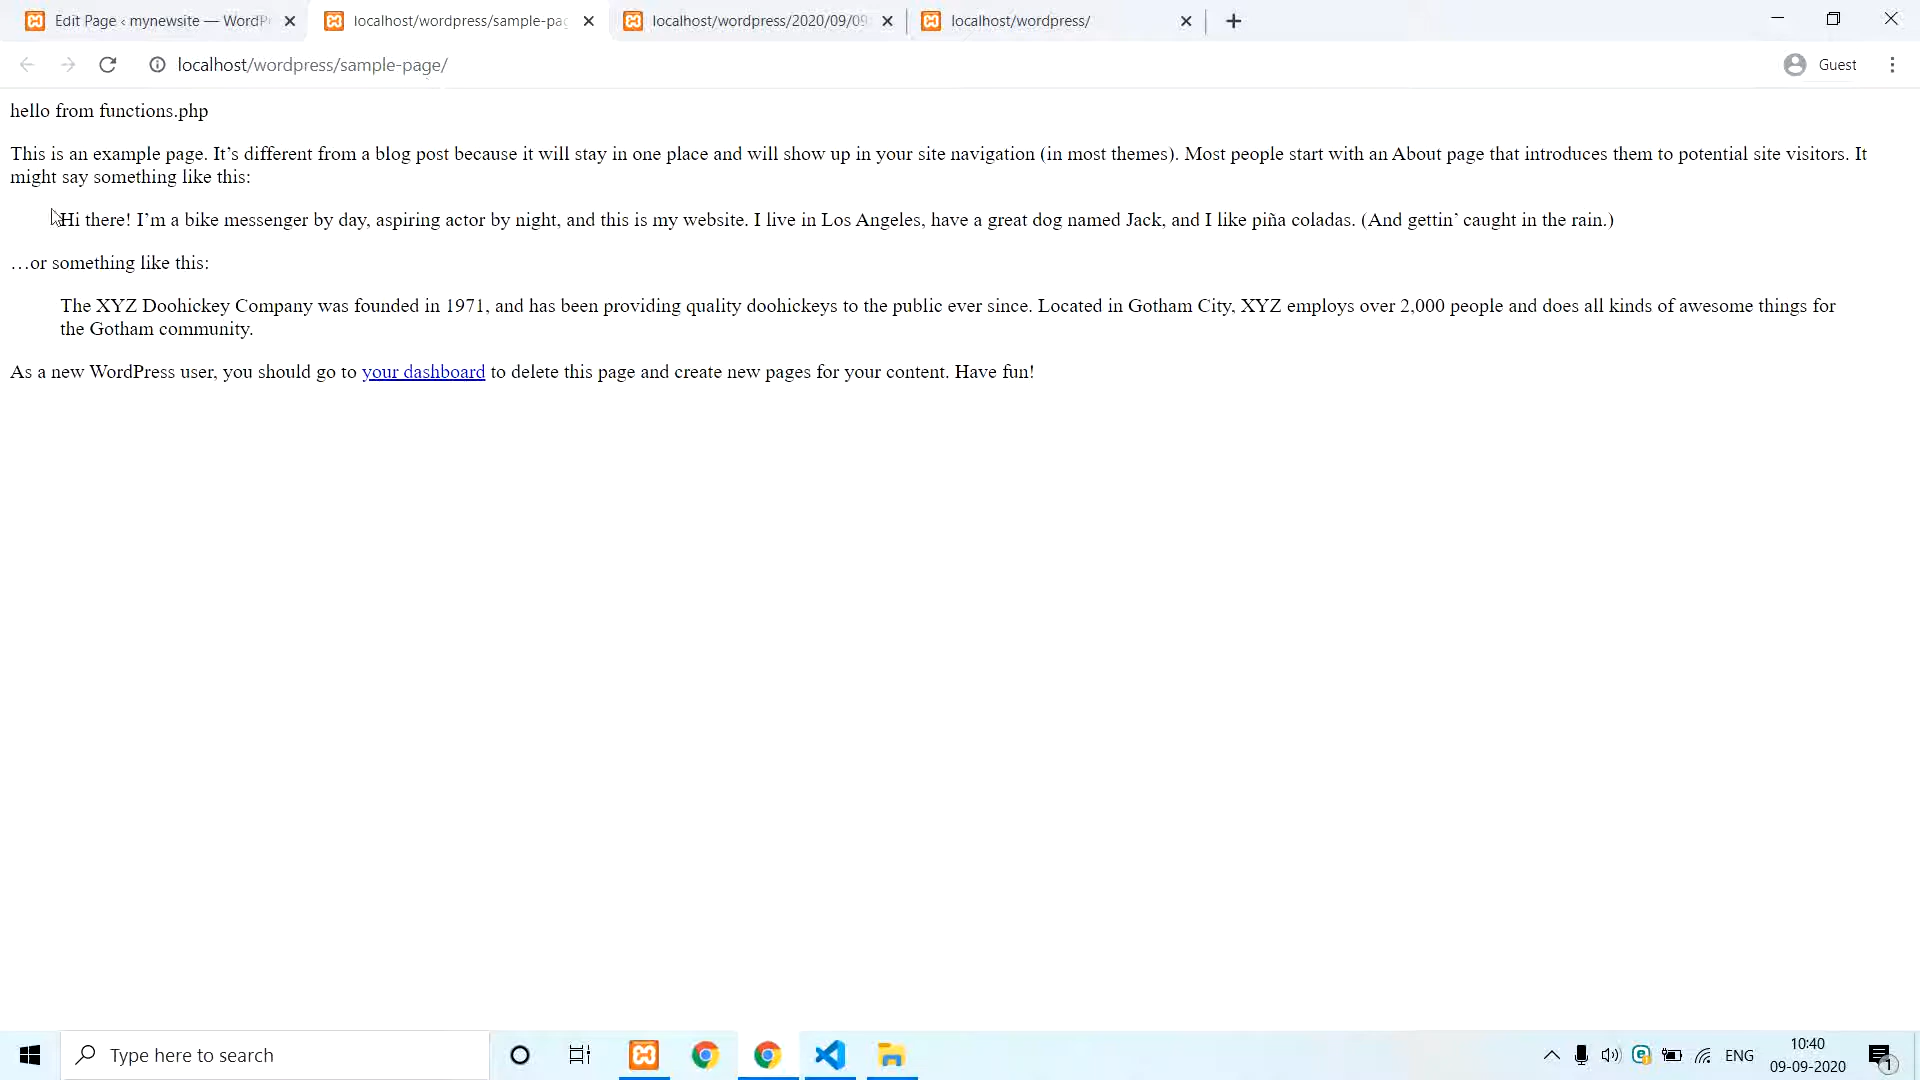 Edit Page ‹ mynewsite — WordPr
localhost/wordpress/sample-pag
localhost/wordpress/2020/09/09
localhost/wordpress/
localhost/wordpress/sample-page/
Guest
hello from functions.php
This is an example page. It’s different from a blog post because it will stay in one place and will show up in your site navigation (in most themes). Most people start with an About page that introduces them to potential site visitors. It
might say something like this:
Hi there! I’m a bike messenger by day, aspiring actor by night, and this is my website. I live in Los Angeles, have a great dog named Jack, and I like piña coladas. (And gettin’ caught in the rain.)
…or something like this:
The XYZ Doohickey Company was founded in 1971, and has been providing quality doohickeys to the public ever since. Located in Gotham City, XYZ employs over 2,000 people and does all kinds of awesome things for
the Gotham community.
As a new WordPress user, you should go to your dashboard to delete this page and create new pages for your content. Have fun!
Type here to search
ENG
10:40
09-09-2020
1